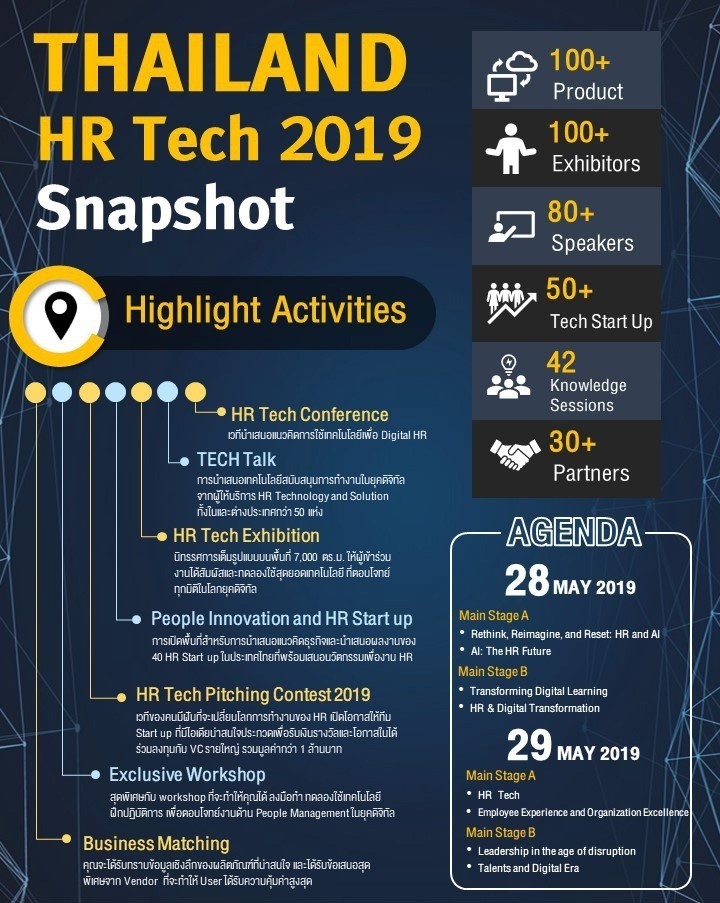 THAILAND
HR Tech 2019
Snapshot
100+
Product
100+
Exhibitors
80+
Speakers
50+
Tech Start Up
42
Knowledge
Sessions
30+
Partners
Highlight Activities
HR Tech Conference
เวทีนำเสนอแนวคิดการใช้เทคโนโลยีเพื่อ Digital HR
TECH Talk
การนำเสนอเทคโนโลยีสนับสนุนการทำงานในยุคดิจิทัล
จากผู้ให้บริการ HR Technology and Solution
ทั้งในและต่างประเทศกว่า 50 แห่ง
HR Tech Exhibition
นิทรรศการเต็มรูปแบบบนพื้นที่ 7,000 ตร.ม. ให้ผู้เข้าร่วม
งานได้สัมผัสและทดลองใช้สุดยอดเทคโนโลยี ที่ตอบโจทย์
ทุกมิติในโลกยุคดิจิทัล
People Innovation and HR Start up
การเปิดพื้นที่สำหรับการนำเสนอแนวคิดธุรกิจและนำเสนอผลงานของ
40 HR Start up ในประเทศไทยที่พร้อมเสนอนวัตกรรมเพื่องาน HR
HR Tech Pitching Contest 2019
เวทีของคนมีฝันที่จะเปลี่ยนโลกการทำงานของ HR เปิดโอกาสให้ทีม
Start up ที่มีไอเดียน่าสนใจประกวดเพื่อรับเงินรางวัลและโอกาสในได้
ร่วมลงทุนกับ VC รายใหญ่ รวมมูลค่ากว่า 1 ล้านบาท
Exclusive Workshop
สุดพิเศษกับ workshop ที่จะทำให้คุณได้ ลงมือทำ ทดลองใช้เทคโนโลยี
ฝึกปฏิบัติการ เพื่อตอบโจทย์งานด้าน People Management ในยุคดิจิทัล
Business Matching
คุณจะได้รับทราบข้อมูลเชิงลึกของผลิตภัณฑ์ที่น่าสนใจ และได้รับข้อเสนอสุด
พิเศษจาก Vendor ที่จะทำให้ User ได้รับความคุ้มค่าสูงสุด
AGENDA
28 MAY 2019
Main Stage A
• Rethink, Reimagine, and Reset: HR and AI
• AI: The HR Future
Main Stage B
• Transforming Digital Learning
• HR & Digital Transformation
29 MAY 2019
Main Stage A
• HR Tech
• Employee Experience and Organization Excellence
Main Stage B
• Leadership in the age of disruption
• Talents and Digital Era